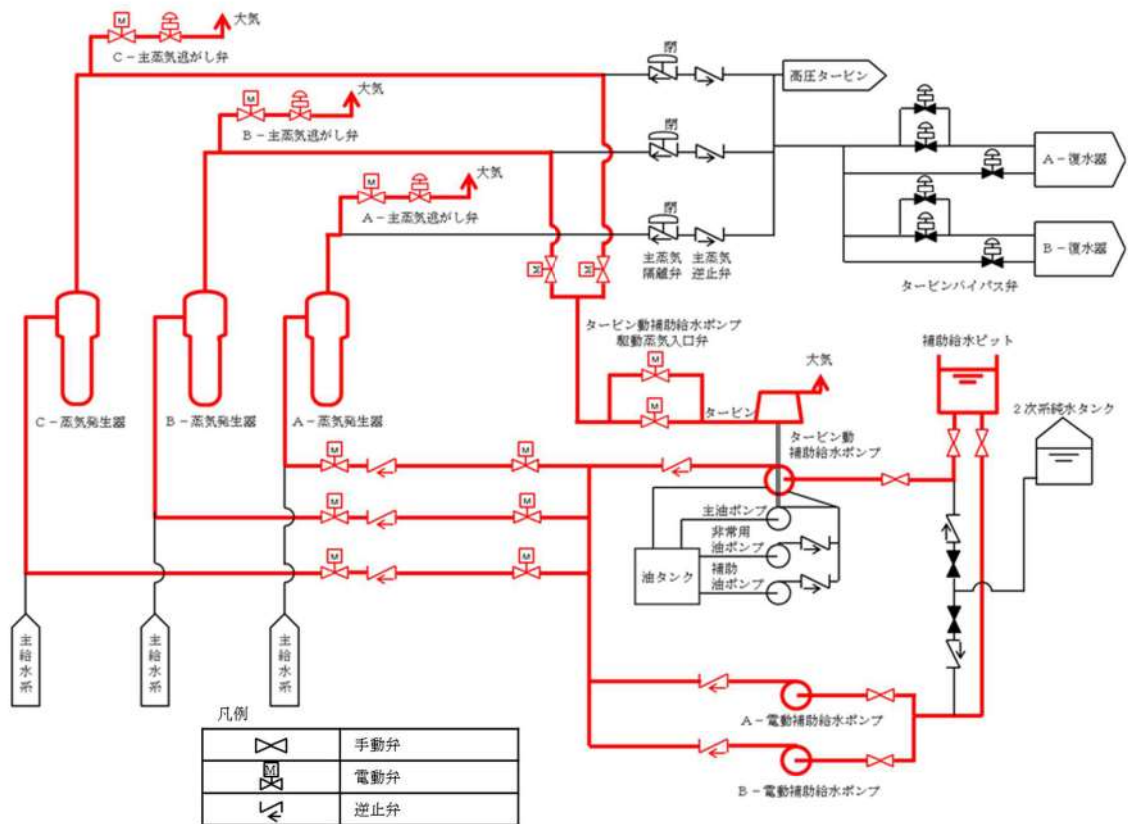 大気
M
C－主蒸気逃がし弁
大気
M
B－主蒸気逃がし弁
大気
M
A－主蒸気逃がし弁
閉
閉
閉
主蒸気
隔離弁
主蒸気
逆止弁
高圧タービン
A－復水器
B－復水器
タービンバイパス弁
M
M
タービン動補助給水ポンプ
駆動蒸気入口弁
M
M
タービン
大気
補助給水ピット
2次系純水タンク
C－蒸気発生器
B－蒸気発生器
A－蒸気発生器
タービン動
補助給水ポンプ
M
M
M
M
M
M
主油ポンプ
非常用
油ポンプ
補助
油ポンプ
油タンク
主給水系
主給水系
主給水系
A－電動補助給水ポンプ
B－電動補助給水ポンプ
凡例
手動弁
M
電動弁
逆止弁